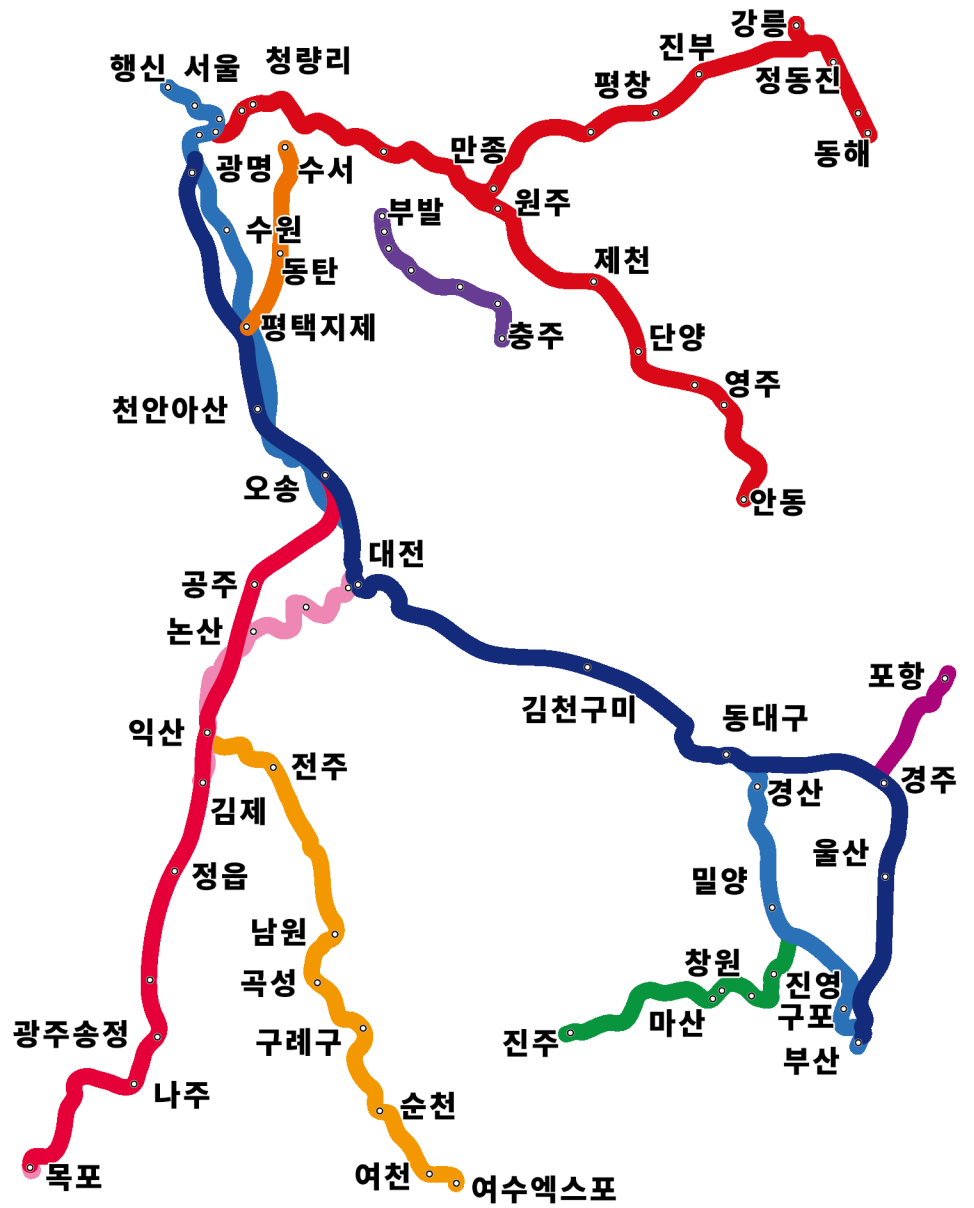 강릉
진부
청량리
행신 서울
평창
정동진
만종
동해
광명
수서
부발
원주
수원
제천
동탄
평택지제
충주
단양
영주
천안아산
오송
안동
대전
공주
논산
포항
김천구미
동대구
익산
전주
경산
경주
김제
울산
정읍
밀양
남원
창원
곡성
진영
구포
마산
광주송정
구례구
진주
부산
나주
순천
여천
목포
여수엑스포